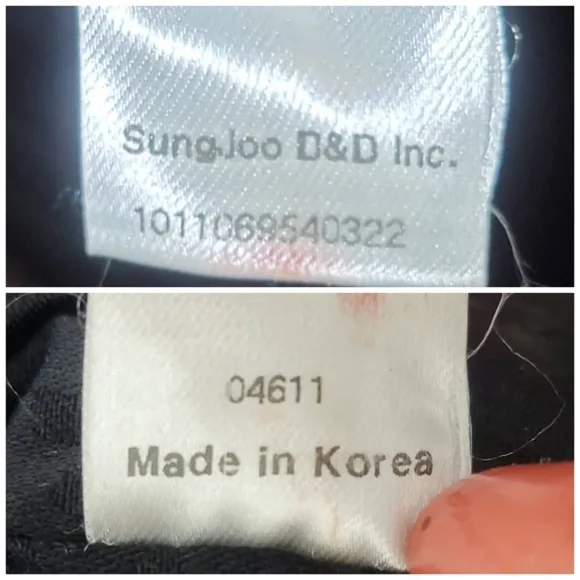 SungJoo D&D Inc.
1011069540322
04611
Made in Korea